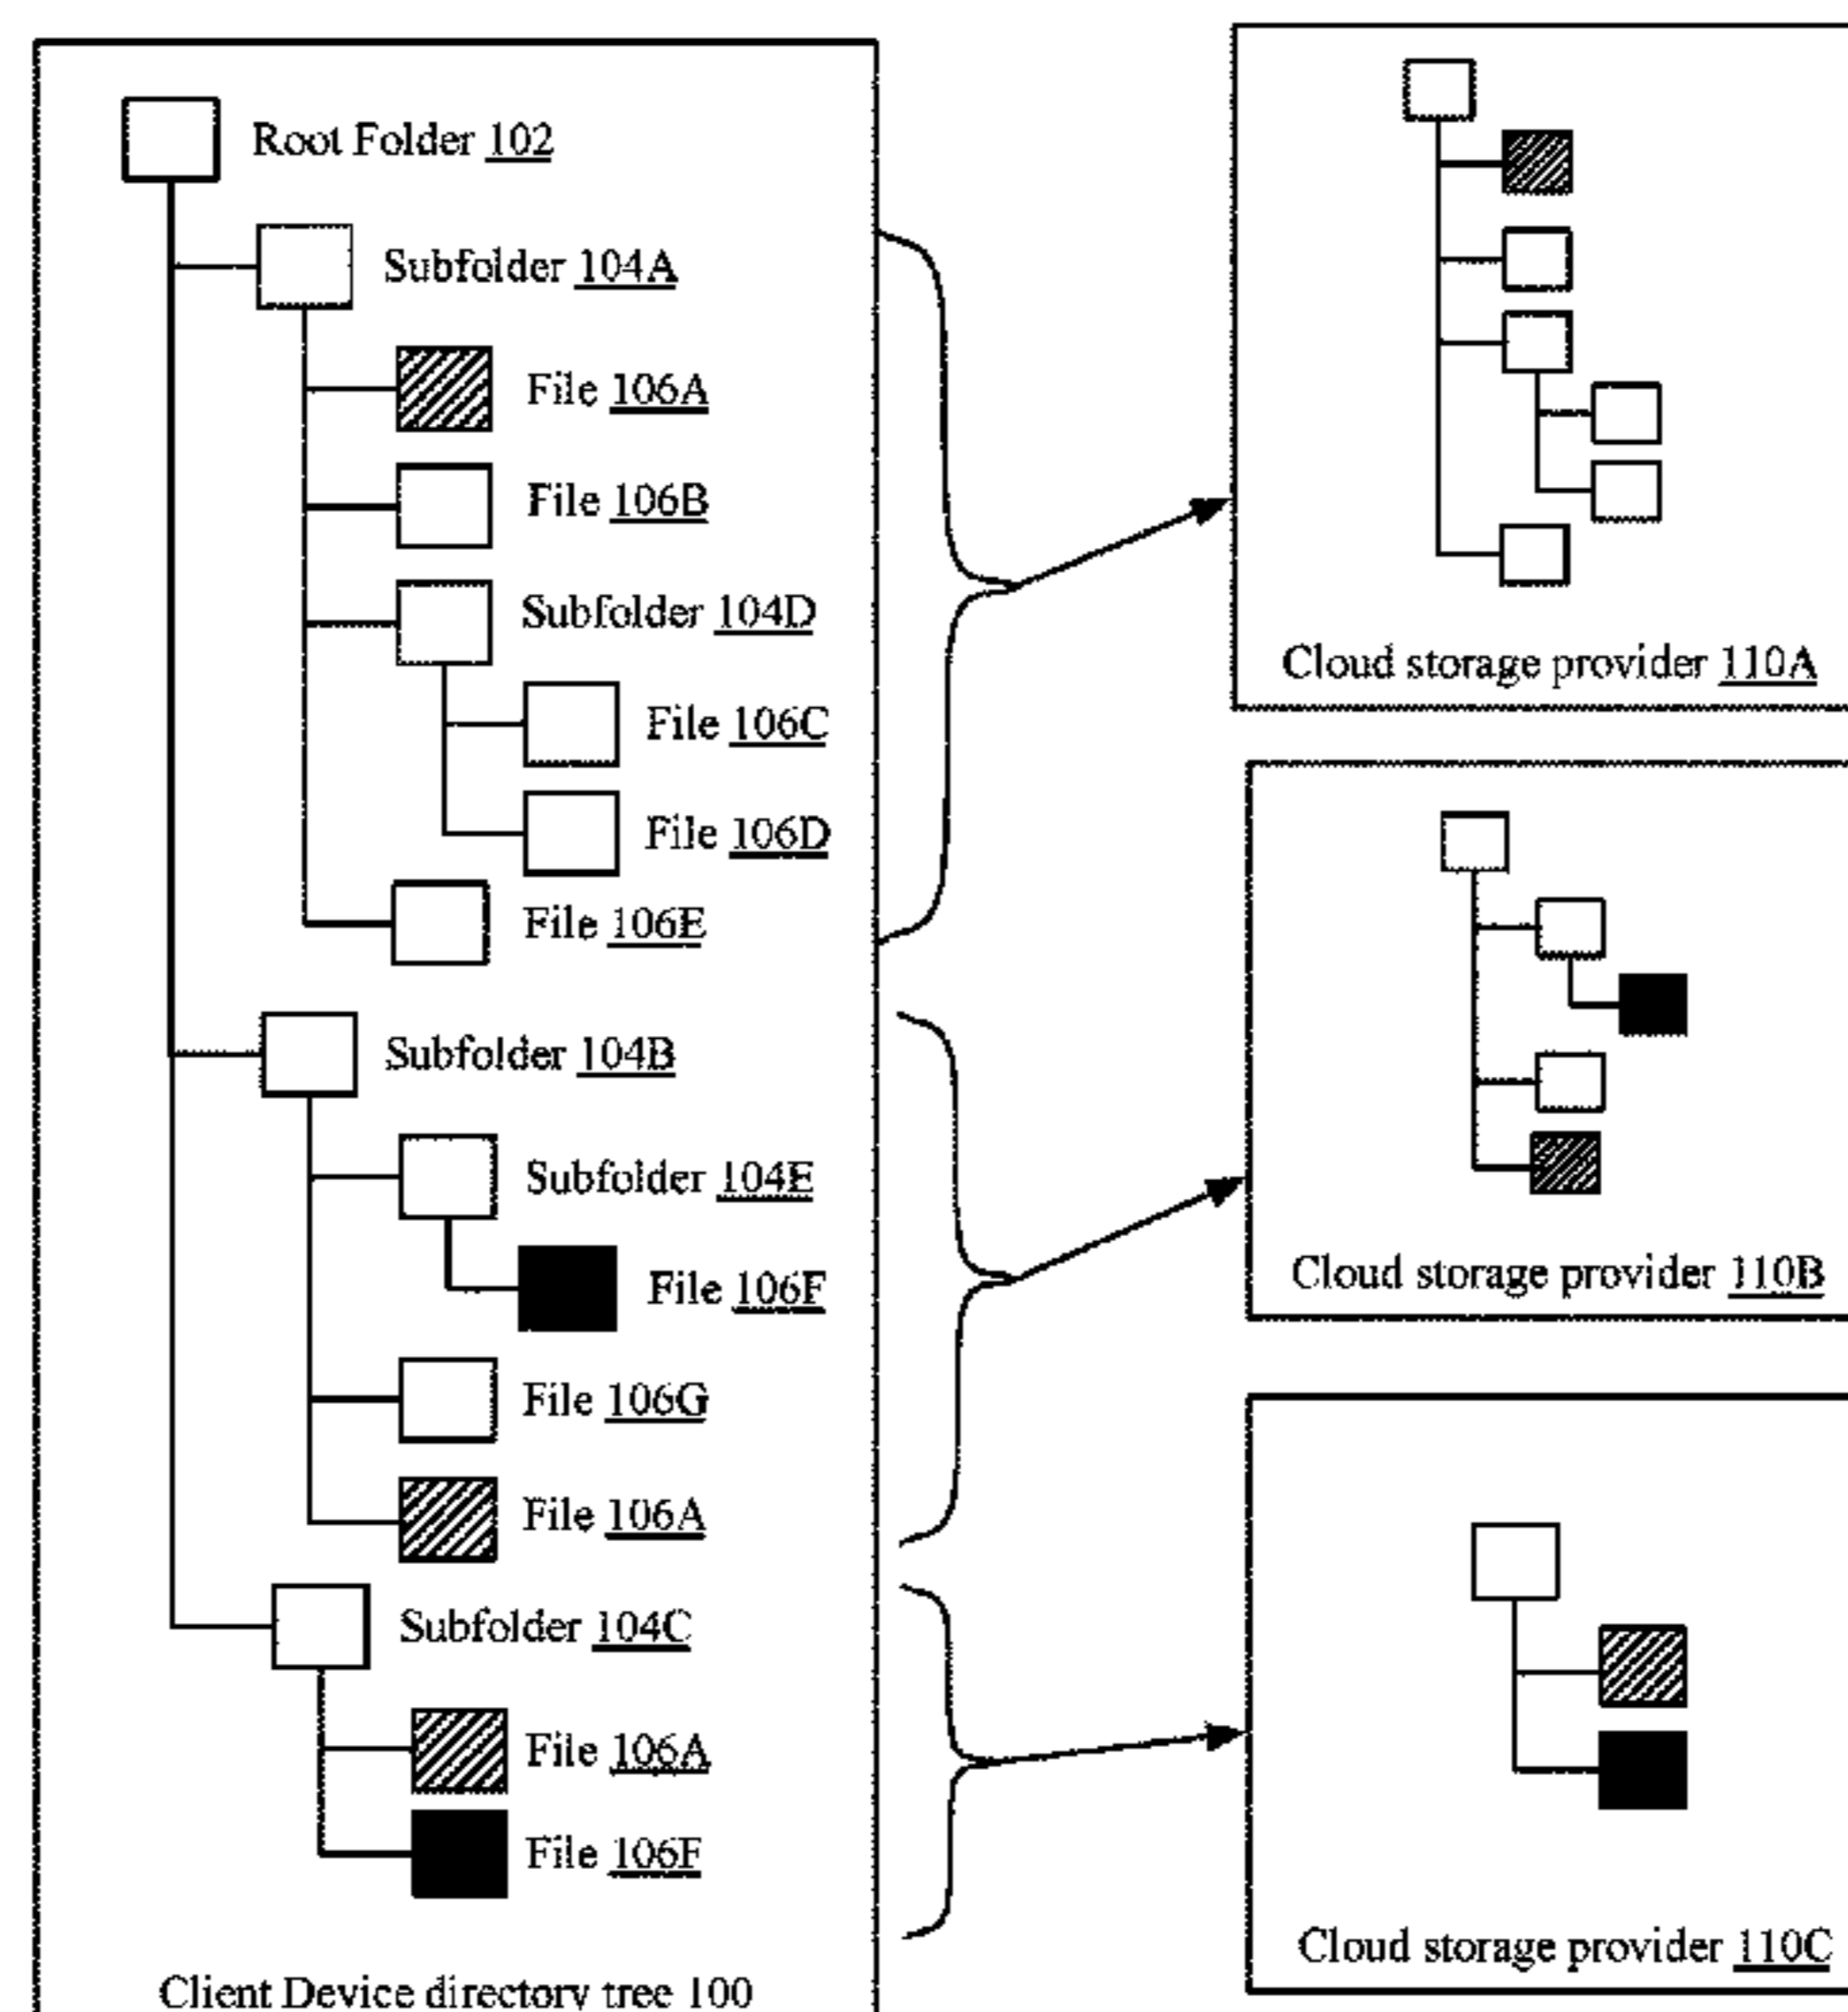 Root Folder 102
Subfolder 104A
File 106A
File 106B
Subfolder 104D
File 106C
File 106D
File 106E
Subfolder 104B
Subfolder 104E
File 106F
File 106G
File 106A
Subfolder 104C
File 106A
File 106F
Client Device directory tree 100
Cloud storage provider 110A
Cloud storage provider 110B
Cloud storage provider 110C